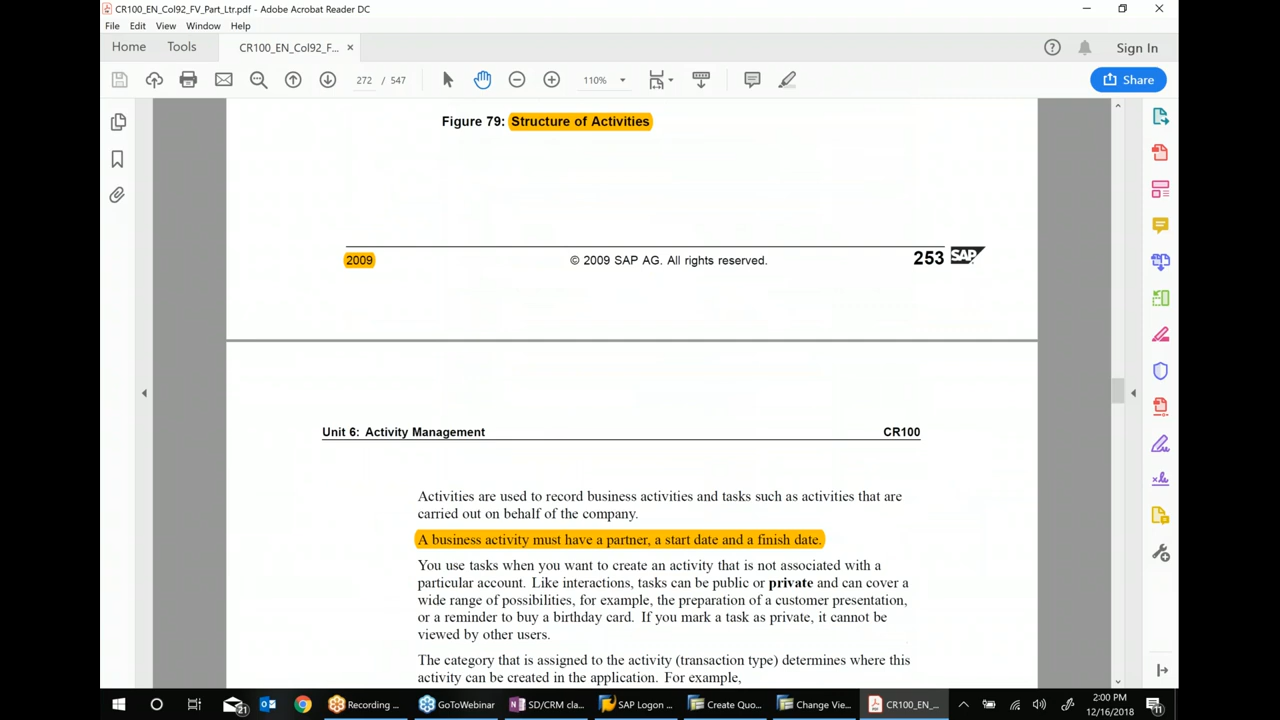 CR100_EN_Col92_FV_Part_Ltr.pdf - Adobe Acrobat Reader DC
File Edit View Window Help
Home Tools CR100_EN_Col92_F... Sign In
272 / 547 110% Share
Figure 79: Structure of Activities
2009 © 2009 SAP AG. All rights reserved. 253 SAP
Unit 6: Activity Management CR100
Activities are used to record business activities and tasks such as activities that are
carried out on behalf of the company.
A business activity must have a partner, a start date and a finish date.
You use tasks when you want to create an activity that is not associated with a
particular account. Like interactions, tasks can be public or private and can cover a
wide range of possibilities, for example, the preparation of a customer presentation,
or a reminder to buy a birthday card. If you mark a task as private, it cannot be
viewed by other users.
The category that is assigned to the activity (transaction type) determines where this
activity can be created in the application. For example,
21 Recording ... GoToWebinar SD/CRM cla... SAP Logon ... Create Quo... Change Vie... CR100_EN_... 2:00 PM
12/16/2018 11